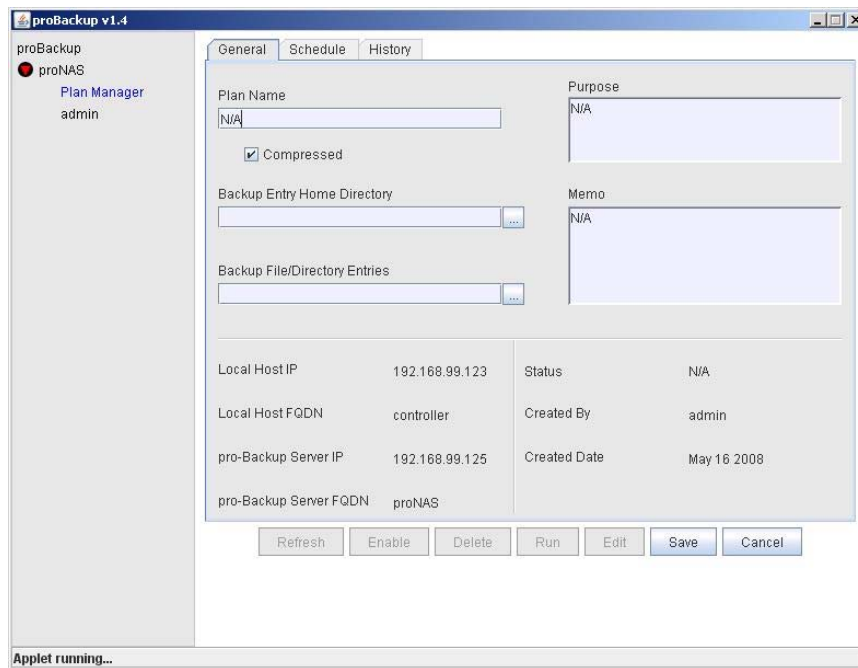 proBackup v1.4
proBackup
proNAS
Plan Manager
admin
General Schedule History
Plan Name
N/A
Compressed
Backup Entry Home Directory
...
Backup File/Directory Entries
...
Purpose
N/A
Memo
N/A
Local Host IP 192.168.99.123
Local Host FQDN controller
pro-Backup Server IP 192.168.99.125
pro-Backup Server FQDN proNAS
Status N/A
Created By admin
Created Date May 16 2008
Refresh Enable Delete Run Edit Save Cancel
Applet running...